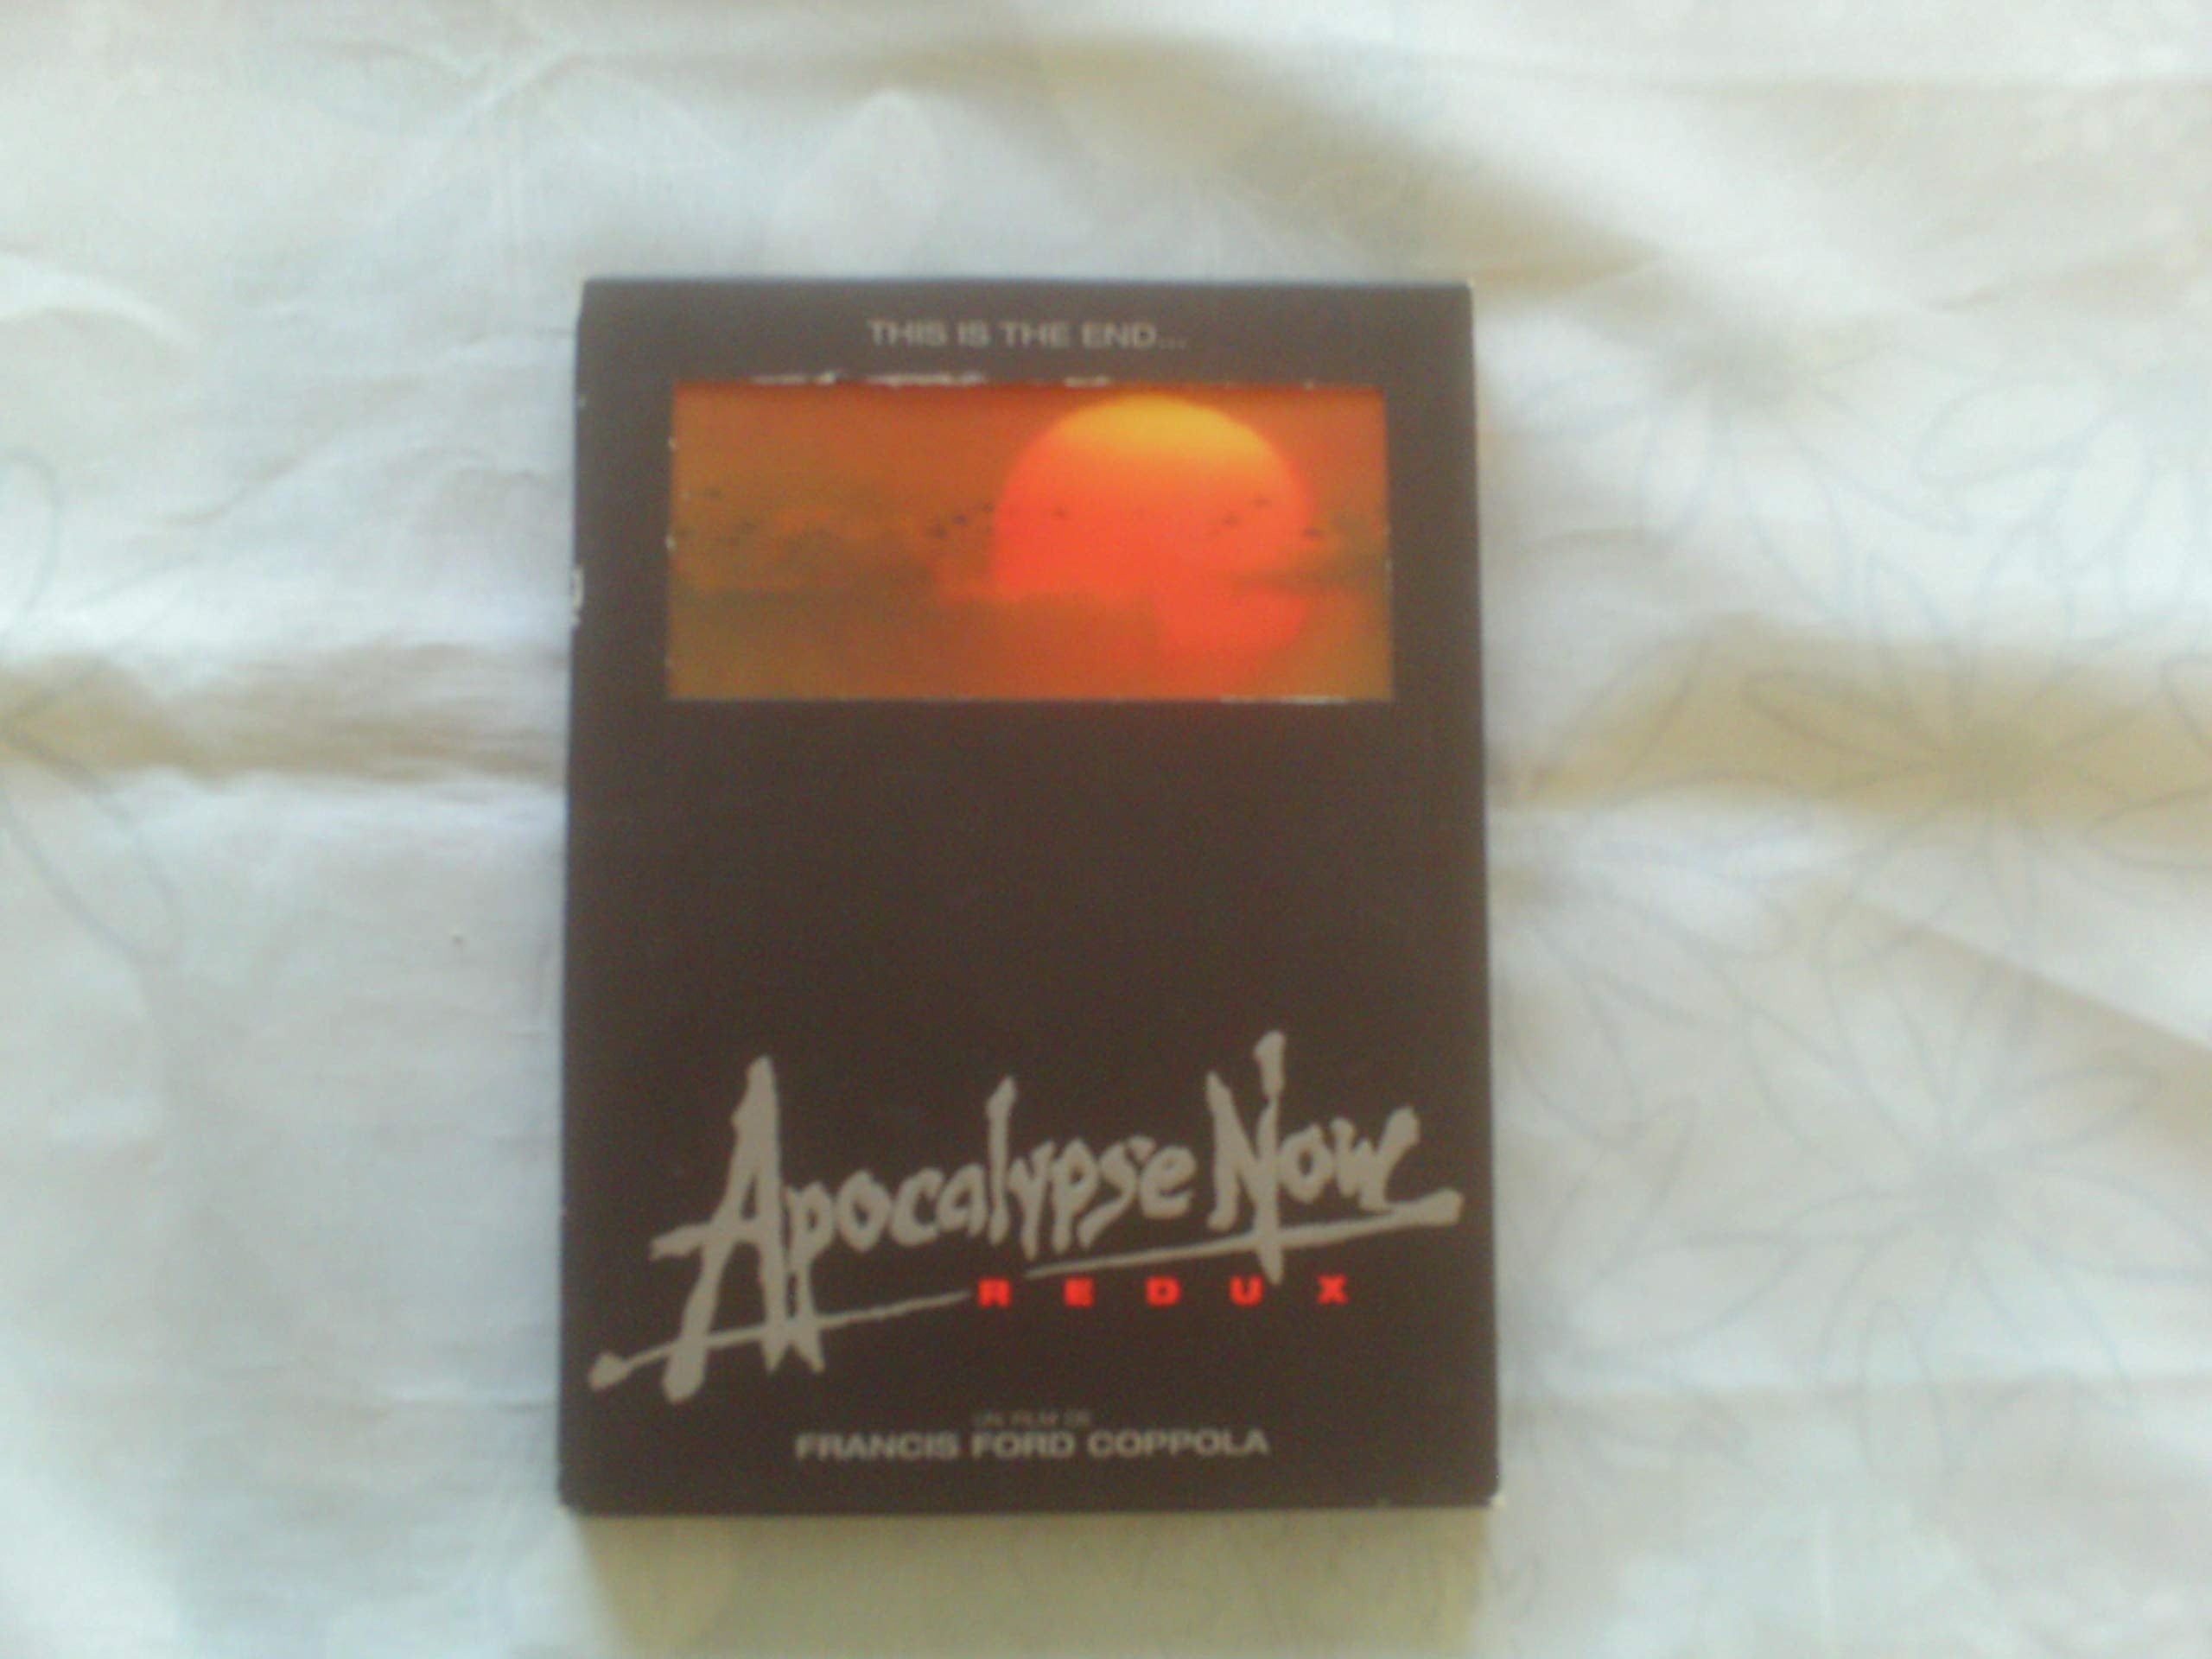 THIS IS THE END...
Apocalypse Now
REDUX
UN FILM DE
FRANCIS FORD COPPOLA